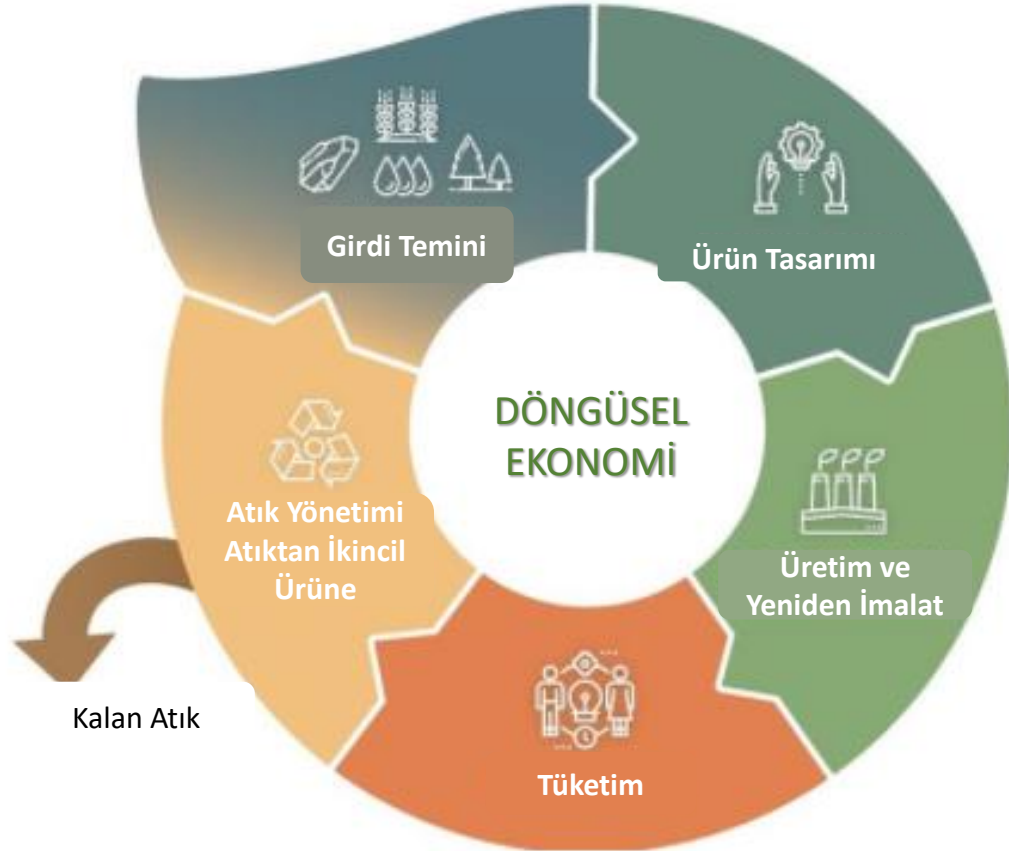 Girdi Temini
Ürün Tasarımı
DÖNGÜSEL
EKONOMİ
Üretim ve
Yeniden İmalat
Tüketim
Atık Yönetimi
Atıktan İkincil
Ürüne
Kalan Atık